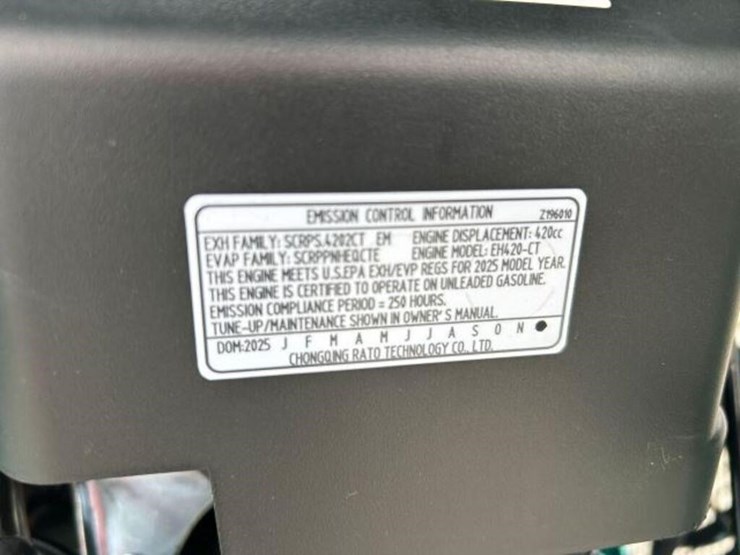 EMISSION CONTROL INFORMATION Z196010
EXH FAMILY: SCRPS.4202CT EM ENGINE DISPLACEMENT: 420cc
EVAP FAMILY: SCRPPNHEQCTE ENGINE MODEL: EH420-CT
THIS ENGINE MEETS U.S.EPA EXH/EVP REGS FOR 2025 MODEL YEAR.
THIS ENGINE IS CERTIFIED TO OPERATE ON UNLEADED GASOLINE.
EMISSION COMPLIANCE PERIOD = 250 HOURS.
TUNE-UP/MAINTENANCE SHOWN IN OWNER'S MANUAL.
DOM:2025 J F M A M J J A S O N ●
CHONGQING RATO TECHNOLOGY CO., LTD.